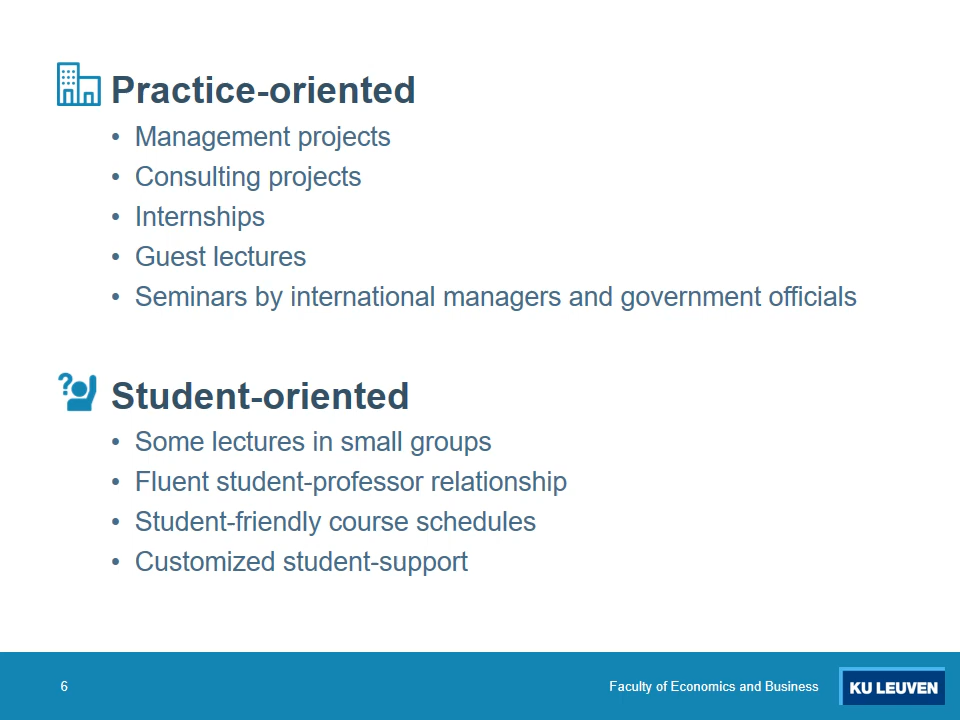 Practice-oriented
• Management projects
• Consulting projects
• Internships
• Guest lectures
• Seminars by international managers and government officials
Student-oriented
• Some lectures in small groups
• Fluent student-professor relationship
• Student-friendly course schedules
• Customized student-support
6
Faculty of Economics and Business
KU LEUVEN